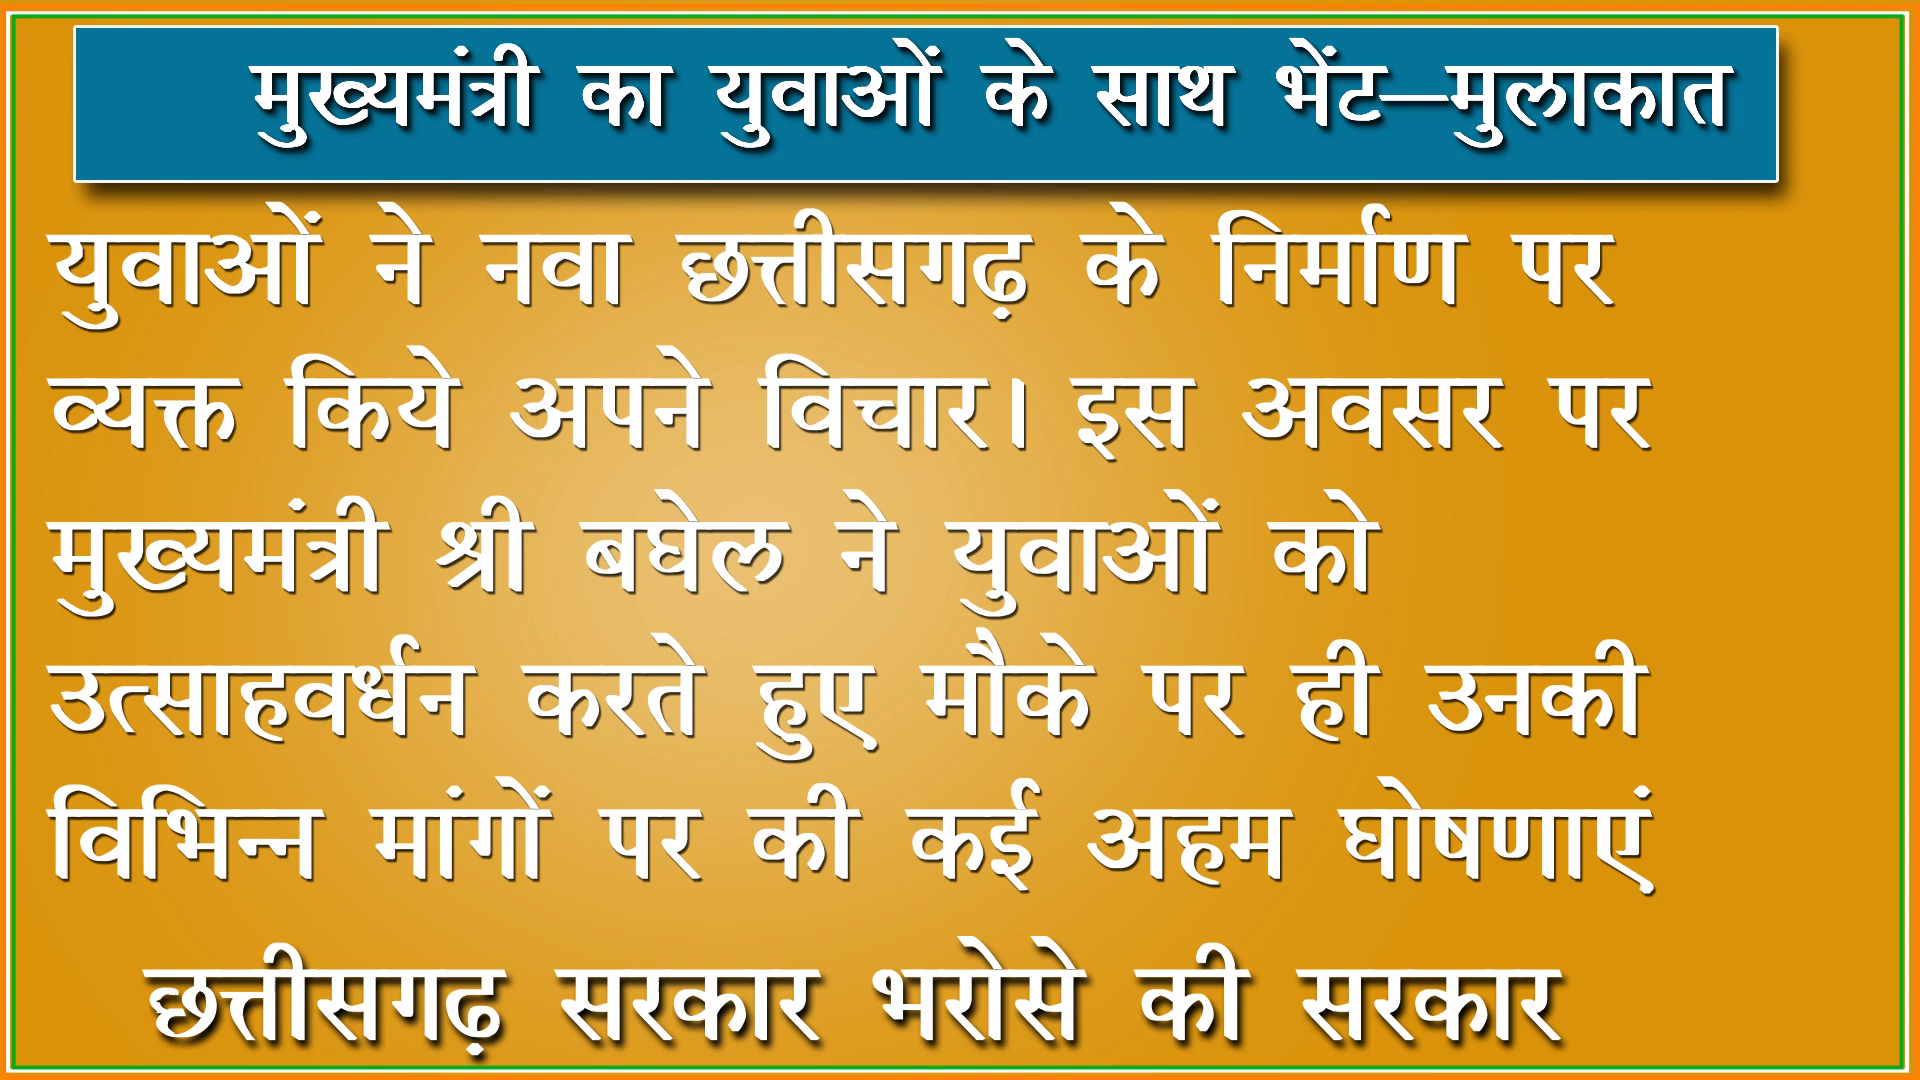 मुख्यमंत्री का युवाओं के साथ भेंट–मुलाकात
युवाओं ने नवा छत्तीसगढ़ के निर्माण पर
व्यक्त किये अपने विचार। इस अवसर पर
मुख्यमंत्री श्री बघेल ने युवाओं को
उत्साहवर्धन करते हुए मौके पर ही उनकी
विभिन्न मांगों पर की कई अहम घोषणाएं
छत्तीसगढ़ सरकार भरोसे की सरकार